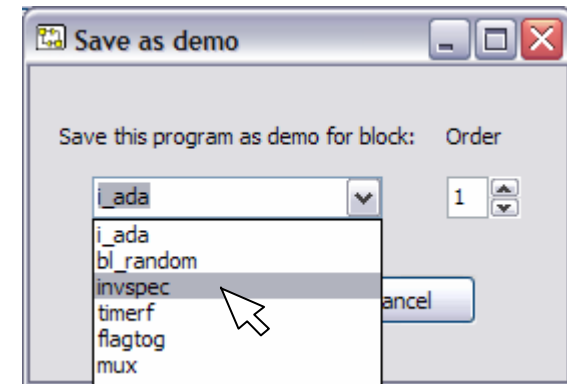 Save as demo
Save this program as demo for block: Order
i_ada 1
i_ada
bl_random
invspec
timerf
flagtog
mux
ancel